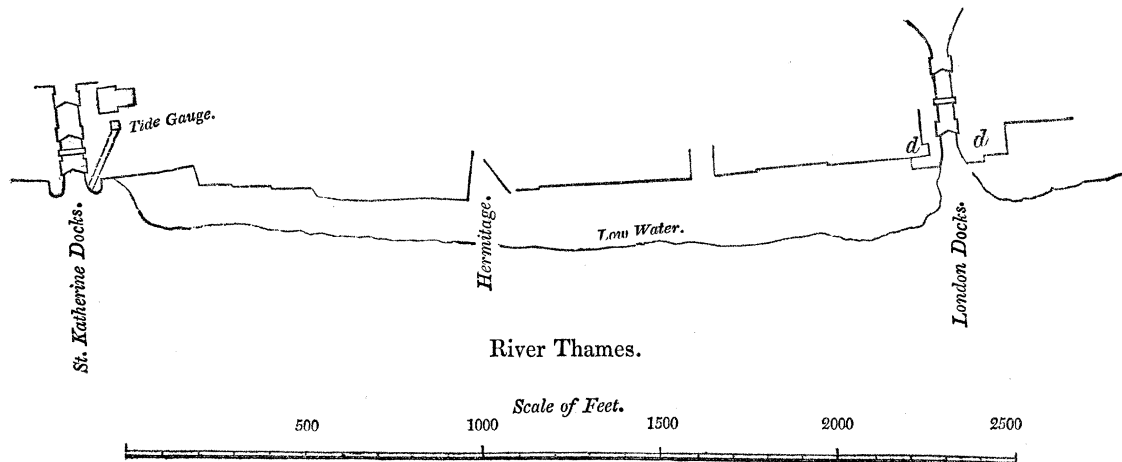 Tide Gauge.
d
d
St. Katherine Docks.
Hermitage.
Low Water.
London Docks.
River Thames.
Scale of Feet.
500 1000 1500 2000 2500